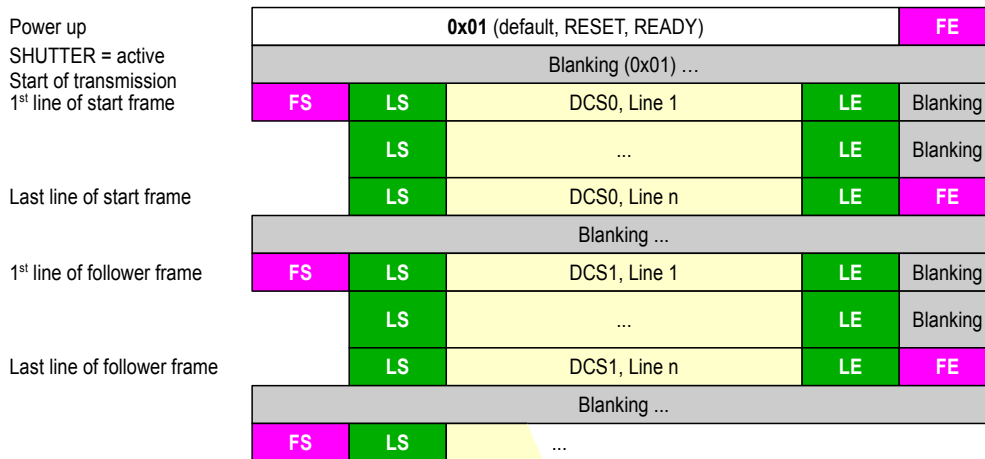 Power up 0x01 (default, RESET, READY) FE
SHUTTER = active Blanking (0x01) …
Start of transmission
1st line of start frame FS LS DCS0, Line 1 LE Blanking
LS ... LE Blanking
Last line of start frame LS DCS0, Line n LE FE
Blanking ...
1st line of follower frame FS LS DCS1, Line 1 LE Blanking
LS ... LE Blanking
Last line of follower frame LS DCS1, Line n LE FE
Blanking ...
FS LS ...